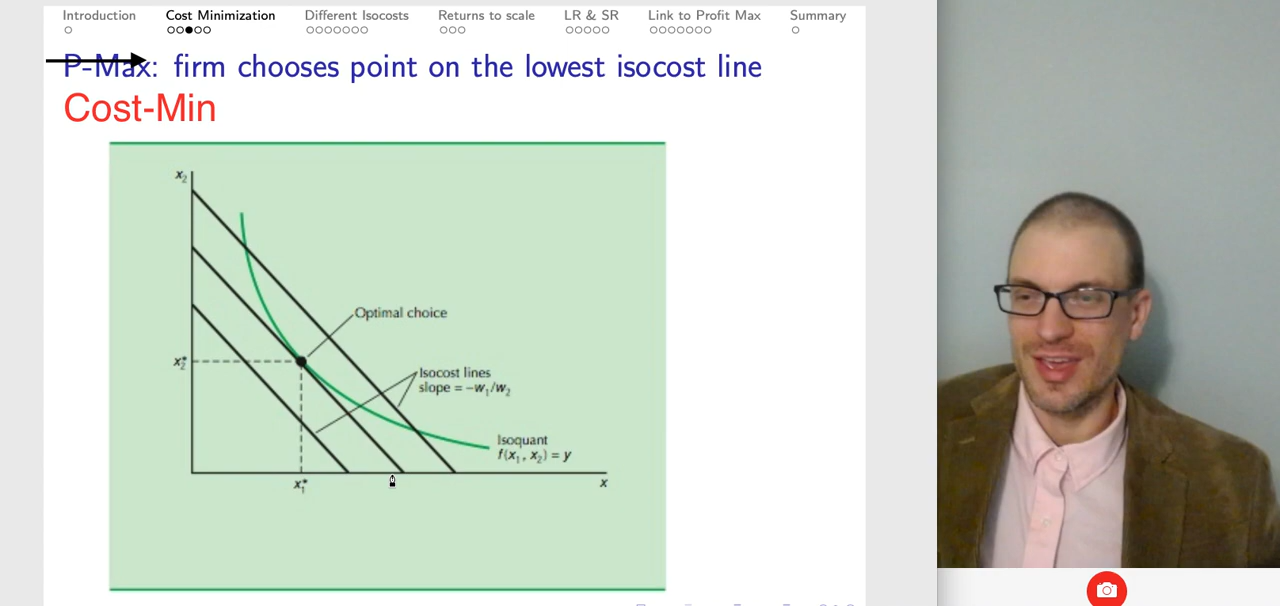 Introduction Cost Minimization Different Isocosts Returns to scale LR & SR Link to Profit Max Summary
P-Max: firm chooses point on the lowest isocost line
Cost-Min
x₂
Optimal choice
x₂*
Isocost lines
slope = −w₁/w₂
Isoquant
f(x₁, x₂) = y
x₁*
x